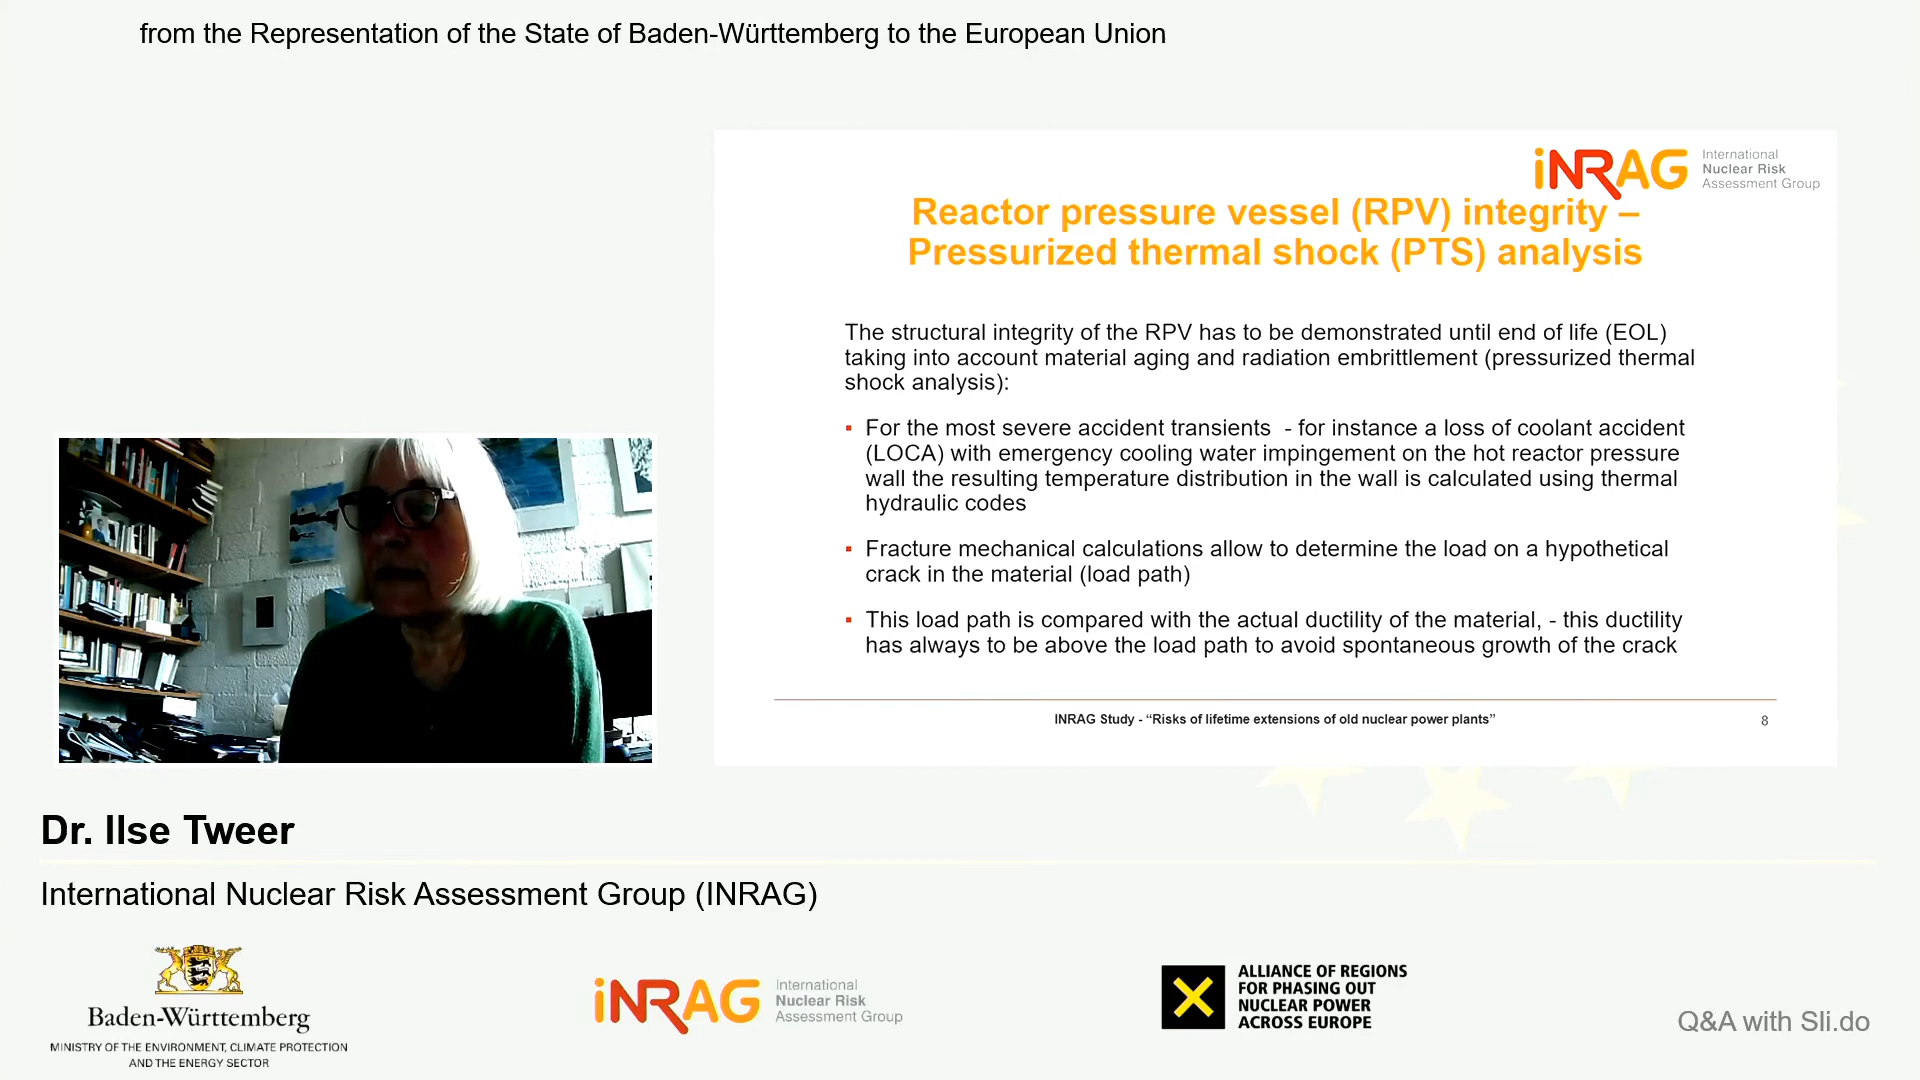 from the Representation of the State of Baden-Württemberg to the European Union
iNRAG
International
Nuclear Risk
Assessment Group
Reactor pressure vessel (RPV) integrity –
Pressurized thermal shock (PTS) analysis
The structural integrity of the RPV has to be demonstrated until end of life (EOL)
taking into account material aging and radiation embrittlement (pressurized thermal
shock analysis):
▪ For the most severe accident transients  - for instance a loss of coolant accident
(LOCA) with emergency cooling water impingement on the hot reactor pressure
wall the resulting temperature distribution in the wall is calculated using thermal
hydraulic codes
▪ Fracture mechanical calculations allow to determine the load on a hypothetical
crack in the material (load path)
▪ This load path is compared with the actual ductility of the material, - this ductility
has always to be above the load path to avoid spontaneous growth of the crack
INRAG Study - “Risks of lifetime extensions of old nuclear power plants”
8
Dr. Ilse Tweer
International Nuclear Risk Assessment Group (INRAG)
Baden-Württemberg
MINISTRY OF THE ENVIRONMENT, CLIMATE PROTECTION
AND THE ENERGY SECTOR
iNRAG
International
Nuclear Risk
Assessment Group
ALLIANCE OF REGIONS
FOR PHASING OUT
NUCLEAR POWER
ACROSS EUROPE
Q&A with Sli.do